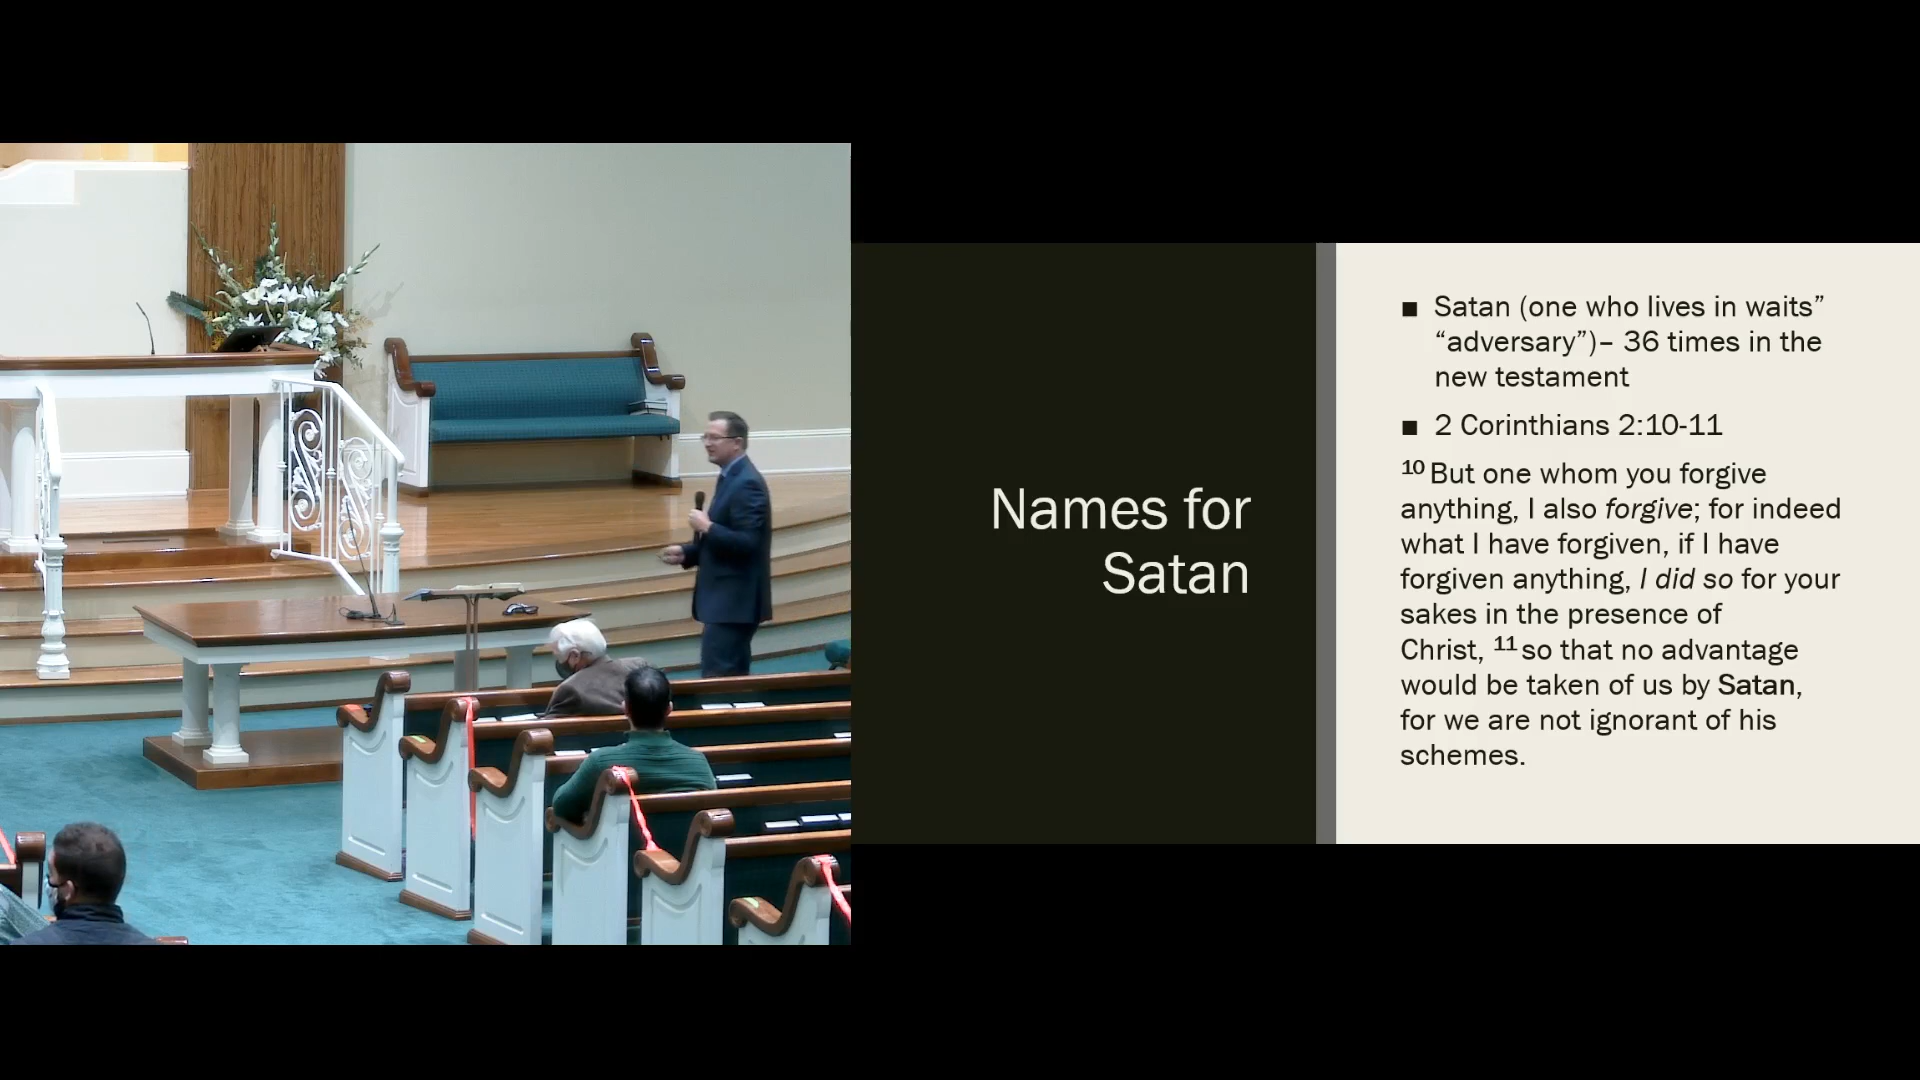 Names for
Satan
■ Satan (one who lives in waits”
“adversary”)– 36 times in the
new testament
■ 2 Corinthians 2:10-11
10 But one whom you forgive
anything, I also forgive; for indeed
what I have forgiven, if I have
forgiven anything, I did so for your
sakes in the presence of
Christ, 11 so that no advantage
would be taken of us by Satan,
for we are not ignorant of his
schemes.